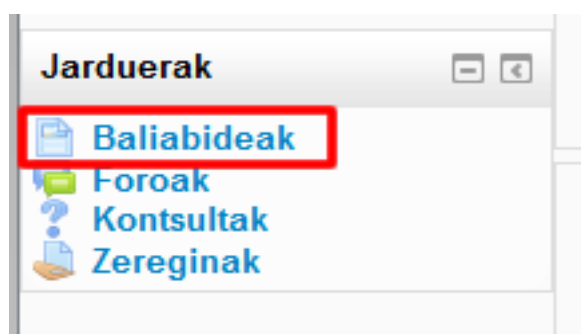 Jarduerak
Baliabideak
Foroak
Kontsultak
Zereginak